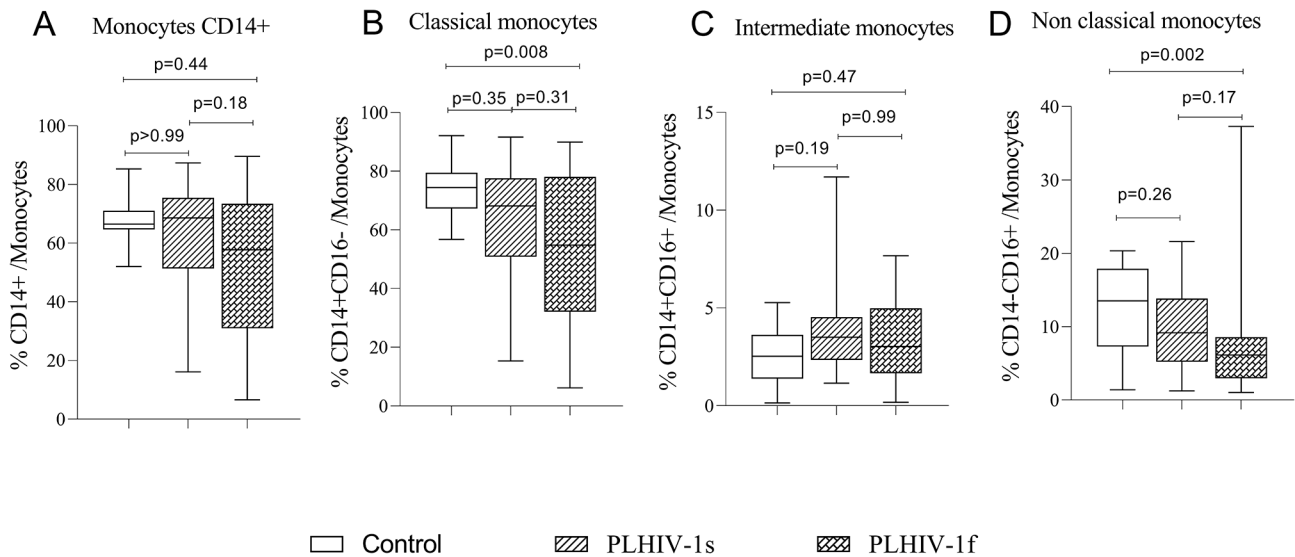 A Monocytes CD14+
p=0.44
p=0.18
p>0.99
% CD14+ /Monocytes
100
80
60
40
20
0
B Classical monocytes
p=0.008
p=0.35 p=0.31
% CD14+CD16- /Monocytes
100
80
60
40
20
0
C Intermediate monocytes
p=0.47
p=0.99
p=0.19
% CD14+CD16+ /Monocytes
15
10
5
0
D Non classical monocytes
p=0.002
p=0.17
p=0.26
% CD14-CD16+ /Monocytes
40
30
20
10
0
Control PLHIV-1s PLHIV-1f